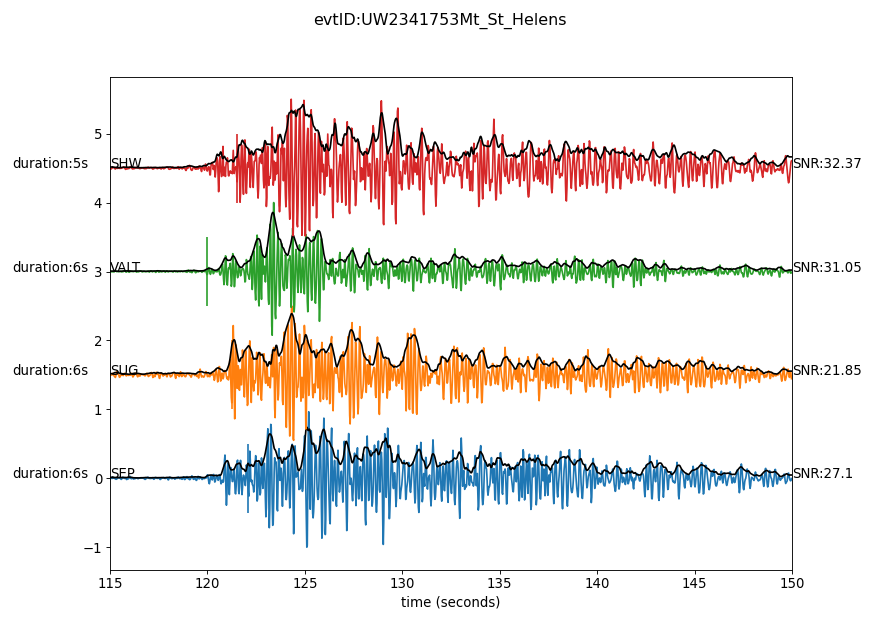 evtID:UW2341753Mt_St_Helens
duration:5s SHW SNR:32.37
duration:6s VALT SNR:31.05
duration:6s SUG SNR:21.85
duration:6s SEP SNR:27.1
5
4
3
2
1
0
−1
115 120 125 130 135 140 145 150
time (seconds)